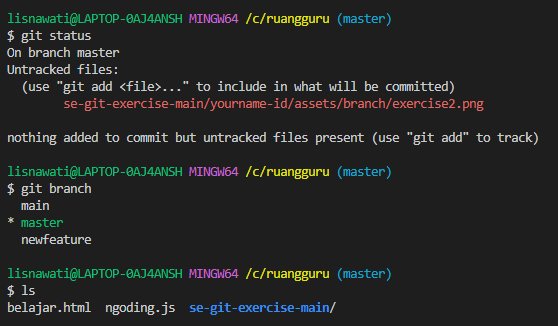 lisnawati@LAPTOP-0AJ4ANSH MINGW64 /c/ruangguru (master)
$ git status
On branch master
Untracked files:
  (use "git add <file>..." to include in what will be committed)
        se-git-exercise-main/yourname-id/assets/branch/exercise2.png

nothing added to commit but untracked files present (use "git add" to track)

lisnawati@LAPTOP-0AJ4ANSH MINGW64 /c/ruangguru (master)
$ git branch
  main
* master
  newfeature

lisnawati@LAPTOP-0AJ4ANSH MINGW64 /c/ruangguru (master)
$ ls
belajar.html  ngoding.js  se-git-exercise-main/